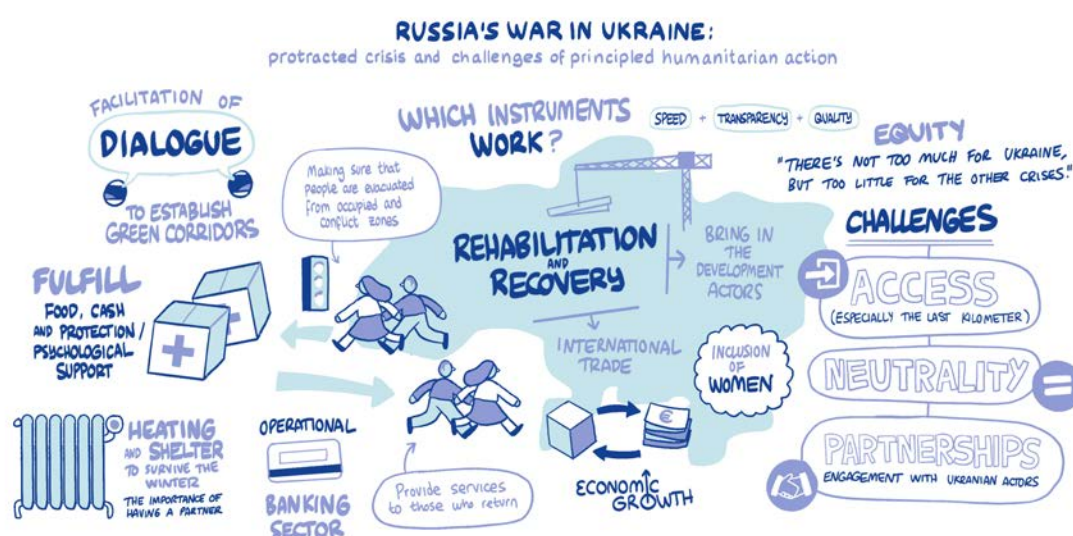 RUSSIA'S WAR IN UKRAINE:
protracted crisis and challenges of principled humanitarian action
FACILITATION OF
DIALOGUE
TO ESTABLISH
GREEN CORRIDORS
Making sure that
people are evacuated
from occupied and
conflict zones
FULFILL
FOOD, CASH
AND PROTECTION/
PSYCHOLOGICAL
SUPPORT
HEATING
AND SHELTER
TO SURVIVE THE
WINTER
THE IMPORTANCE OF
HAVING A PARTNER
OPERATIONAL
BANKING
SECTOR
Provide services
to those who return
WHICH INSTRUMENTS
WORK?
SPEED + TRANSPARENCY + QUALITY
REHABILITATION
AND
RECOVERY
BRING IN
THE
DEVELOPMENT
ACTORS
INTERNATIONAL
TRADE
INCLUSION
OF
WOMEN
€
ECONOMIC
GROWTH
EQUITY
"THERE'S NOT TOO MUCH FOR UKRAINE,
BUT TOO LITTLE FOR THE OTHER CRISES."
CHALLENGES
ACCESS
(ESPECIALLY THE LAST KILOMETER)
NEUTRALITY
PARTNERSHIPS
ENGAGEMENT WITH UKRANIAN ACTORS